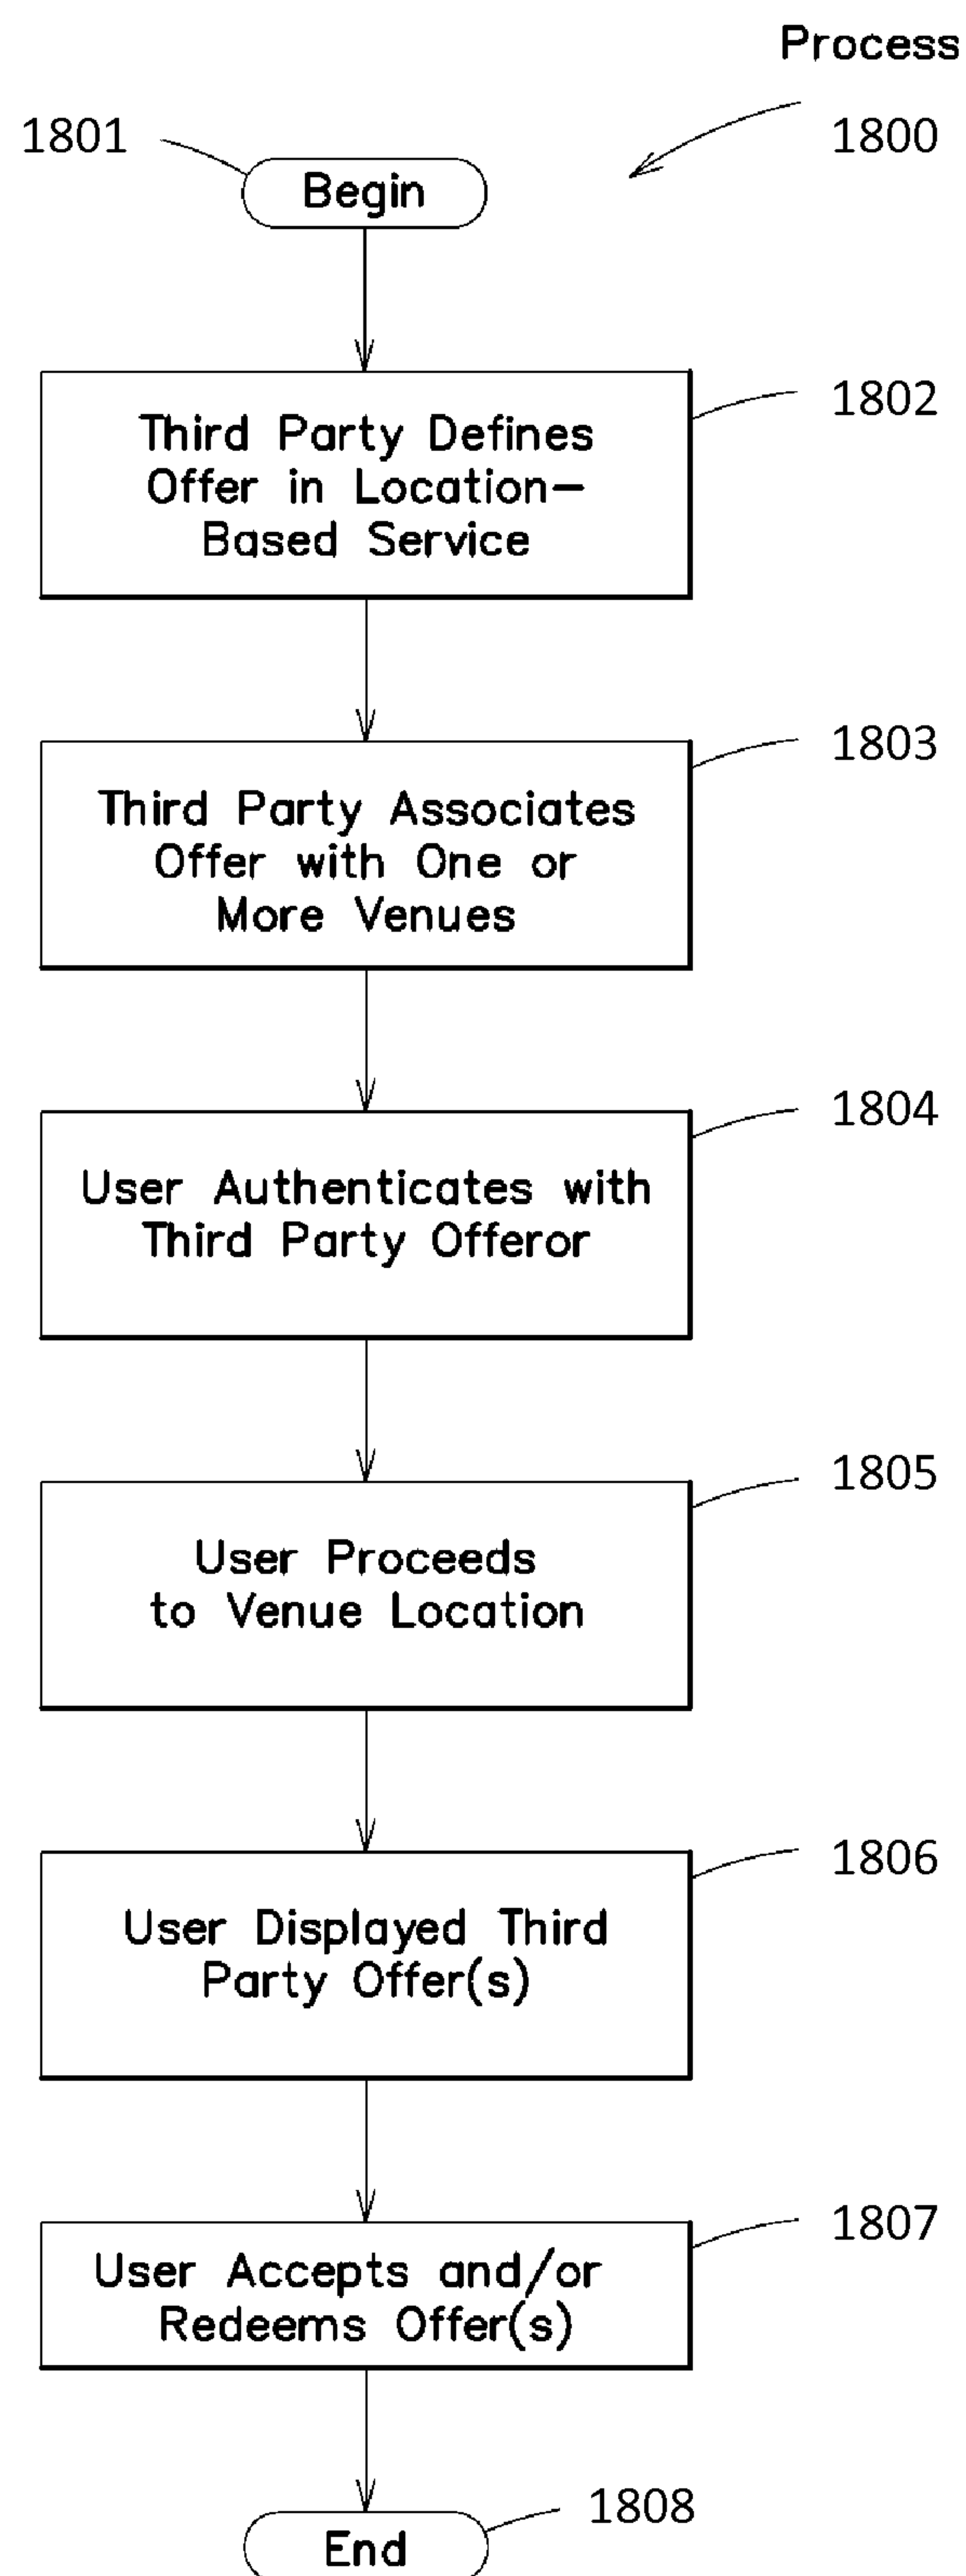 Process
1800
1801
Begin
1802
Third Party Defines
Offer in Location-
Based Service
1803
Third Party Associates
Offer with One or
More Venues
1804
User Authenticates with
Third Party Offeror
1805
User Proceeds
to Venue Location
1806
User Displayed Third
Party Offer(s)
1807
User Accepts and/or
Redeems Offer(s)
1808
End